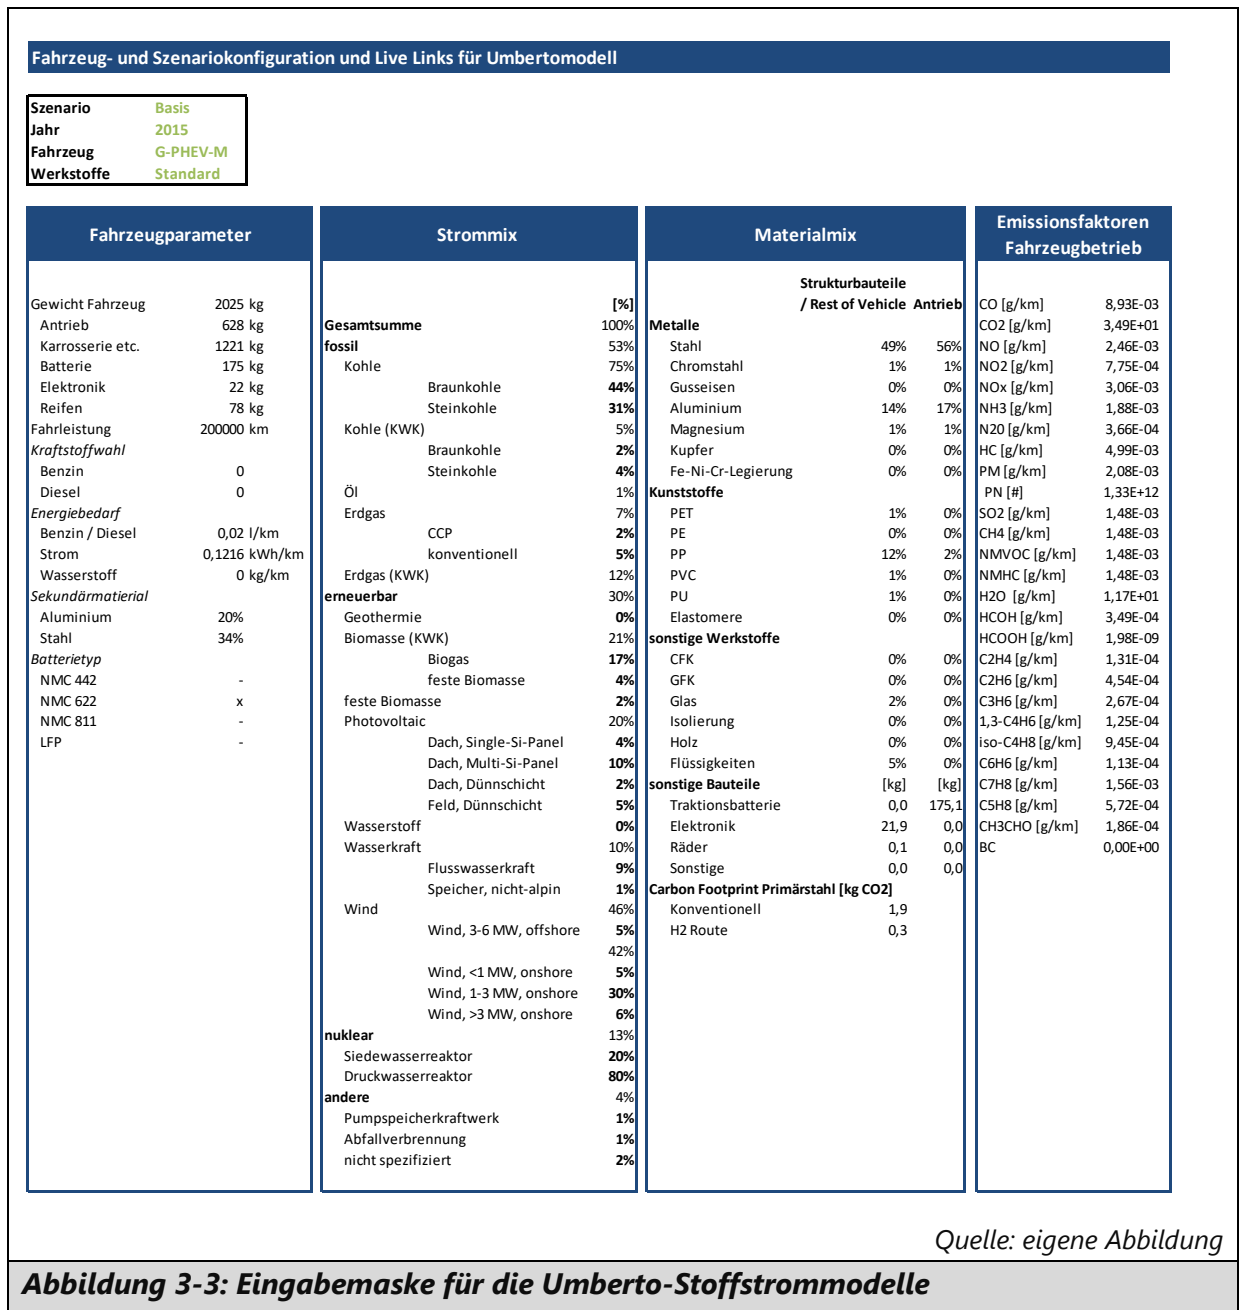 Fahrzeug- und Szenariokonfiguration und Live Links für Umbertomodell
Szenario Basis
Jahr 2015
Fahrzeug G-PHEV-M
Werkstoffe Standard
Fahrzeugparameter
Gewicht Fahrzeug 2025 kg
Antrieb 628 kg
Karrosserie etc. 1221 kg
Batterie 175 kg
Elektronik 22 kg
Reifen 78 kg
Fahrleistung 200000 km
Kraftstoffwahl
Benzin 0
Diesel 0
Energiebedarf
Benzin / Diesel 0,02 l/km
Strom 0,1216 kWh/km
Wasserstoff 0 kg/km
Sekundärmatierial
Aluminium 20%
Stahl 34%
Batterietyp
NMC 442 -
NMC 622 x
NMC 811 -
LFP -
Strommix
[%]
Gesamtsumme 100%
fossil 53%
Kohle 75%
Braunkohle 44%
Steinkohle 31%
Kohle (KWK) 5%
Braunkohle 2%
Steinkohle 4%
Öl 1%
Erdgas 7%
CCP 2%
konventionell 5%
Erdgas (KWK) 12%
erneuerbar 30%
Geothermie 0%
Biomasse (KWK) 21%
Biogas 17%
feste Biomasse 4%
feste Biomasse 2%
Photovoltaic 20%
Dach, Single-Si-Panel 4%
Dach, Multi-Si-Panel 10%
Dach, Dünnschicht 2%
Feld, Dünnschicht 5%
Wasserstoff 0%
Wasserkraft 10%
Flusswasserkraft 9%
Speicher, nicht-alpin 1%
Wind 46%
Wind, 3-6 MW, offshore 5%
42%
Wind, <1 MW, onshore 5%
Wind, 1-3 MW, onshore 30%
Wind, >3 MW, onshore 6%
nuklear 13%
Siedewasserreaktor 20%
Druckwasserreaktor 80%
andere 4%
Pumpspeicherkraftwerk 1%
Abfallverbrennung 1%
nicht spezifiziert 2%
Materialmix
Strukturbauteile
/ Rest of Vehicle Antrieb
Metalle
Stahl 49% 56%
Chromstahl 1% 1%
Gusseisen 0% 0%
Aluminium 14% 17%
Magnesium 1% 1%
Kupfer 0% 0%
Fe-Ni-Cr-Legierung 0% 0%
Kunststoffe
PET 1% 0%
PE 0% 0%
PP 12% 2%
PVC 1% 0%
PU 1% 0%
Elastomere 0% 0%
sonstige Werkstoffe
CFK 0% 0%
GFK 0% 0%
Glas 2% 0%
Isolierung 0% 0%
Holz 0% 0%
Flüssigkeiten 5% 0%
sonstige Bauteile [kg] [kg]
Traktionsbatterie 0,0 175,1
Elektronik 21,9 0,0
Räder 0,1 0,0
Sonstige 0,0 0,0
Carbon Footprint Primärstahl [kg CO2]
Konventionell 1,9
H2 Route 0,3
Emissionsfaktoren
Fahrzeugbetrieb
CO [g/km] 8,93E-03
CO2 [g/km] 3,49E+01
NO [g/km] 2,46E-03
NO2 [g/km] 7,75E-04
NOx [g/km] 3,06E-03
NH3 [g/km] 1,88E-03
N20 [g/km] 3,66E-04
HC [g/km] 4,99E-03
PM [g/km] 2,08E-03
PN [#] 1,33E+12
SO2 [g/km] 1,48E-03
CH4 [g/km] 1,48E-03
NMVOC [g/km] 1,48E-03
NMHC [g/km] 1,48E-03
H2O [g/km] 1,17E+01
HCOH [g/km] 3,49E-04
HCOOH [g/km] 1,98E-09
C2H4 [g/km] 1,31E-04
C2H6 [g/km] 4,54E-04
C3H6 [g/km] 2,67E-04
1,3-C4H6 [g/km] 1,25E-04
iso-C4H8 [g/km] 9,45E-04
C6H6 [g/km] 1,13E-04
C7H8 [g/km] 1,56E-03
C5H8 [g/km] 5,72E-04
CH3CHO [g/km] 1,86E-04
BC 0,00E+00
Quelle: eigene Abbildung
Abbildung 3-3: Eingabemaske für die Umberto-Stoffstrommodelle